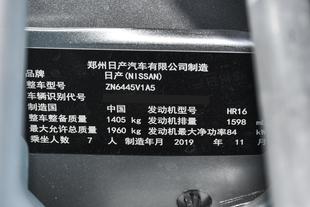 郑州日产汽车有限公司制造
品牌 日产(NISSAN)
整车型号 ZN6445V1A5
车辆识别代号
制造国 中国 发动机型号 HR16
整车整备质量 1405 kg 发动机排量 1598 m
最大允许总质量 1960 kg 发动机最大净功率84 k
乘坐人数 7 人 制造年月 2019 年 11 月